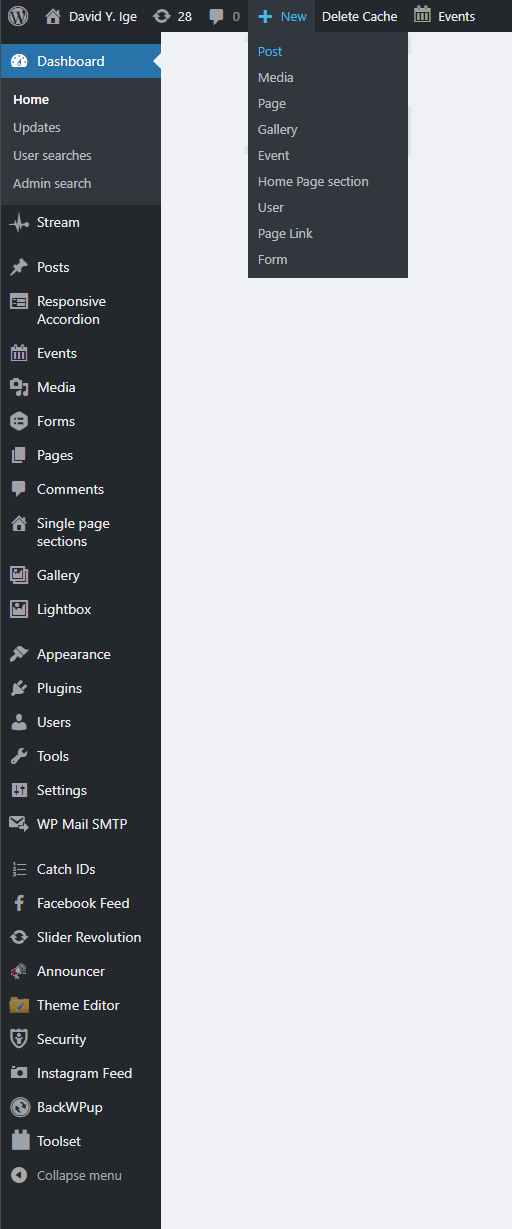 David Y. Ige 28 0 New Delete Cache Events
Post
Media
Page
Gallery
Event
Home Page section
User
Page Link
Form
Dashboard
Home
Updates
User searches
Admin search
Stream
Posts
Responsive
Accordion
Events
Media
Forms
Pages
Comments
Single page
sections
Gallery
Lightbox
Appearance
Plugins
Users
Tools
Settings
WP Mail SMTP
Catch IDs
Facebook Feed
Slider Revolution
Announcer
Theme Editor
Security
Instagram Feed
BackWPup
Toolset
Collapse menu